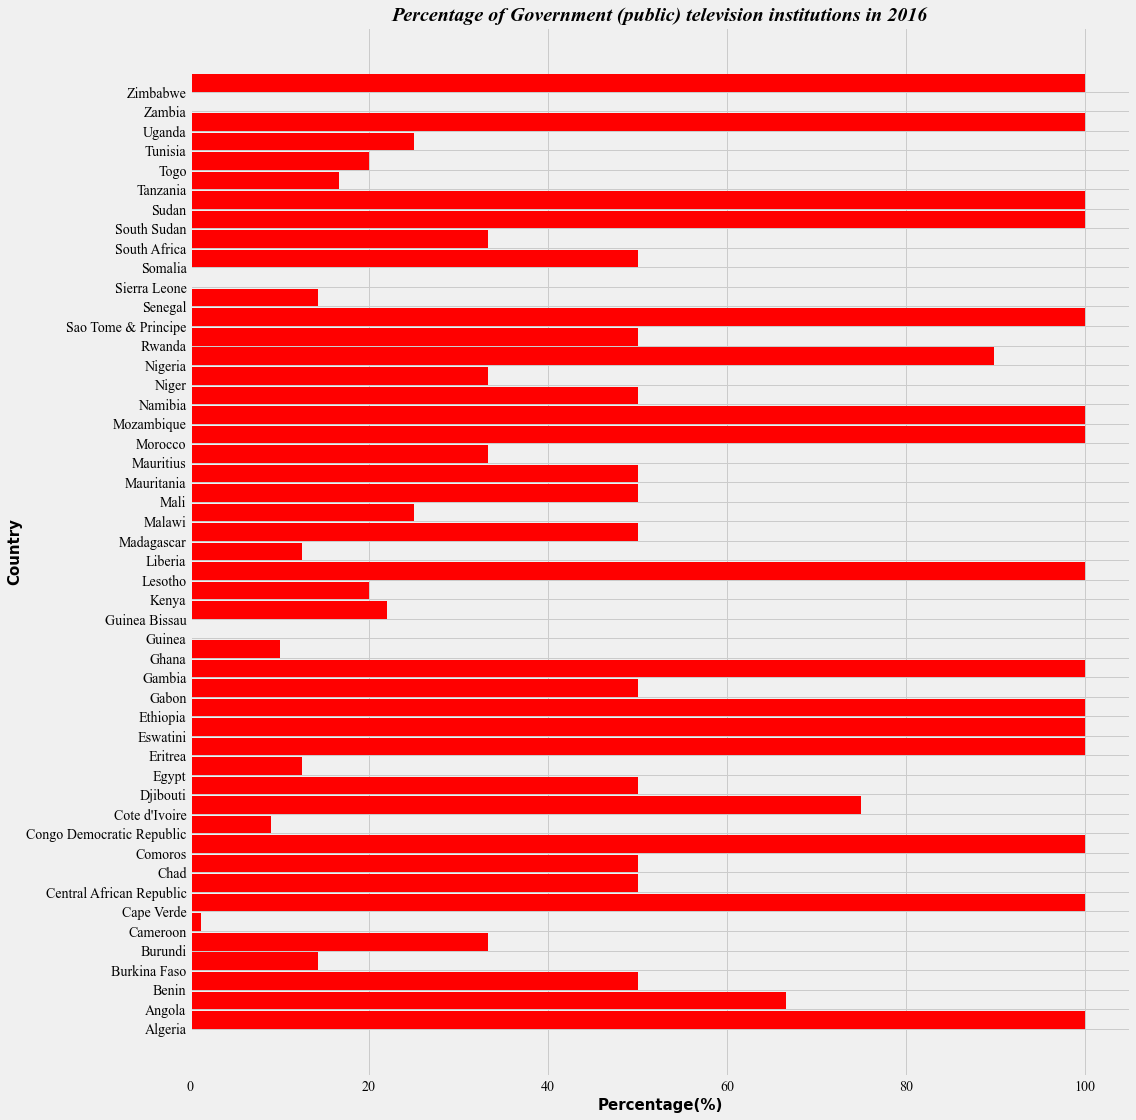 Percentage of Government (public) television institutions in 2016
Zimbabwe
Zambia
Uganda
Tunisia
Togo
Tanzania
Sudan
South Sudan
South Africa
Somalia
Sierra Leone
Senegal
Sao Tome & Principe
Rwanda
Nigeria
Niger
Namibia
Mozambique
Morocco
Mauritius
Mauritania
Mali
Malawi
Madagascar
Liberia
Lesotho
Kenya
Guinea Bissau
Guinea
Ghana
Gambia
Gabon
Ethiopia
Eswatini
Eritrea
Egypt
Djibouti
Cote d'Ivoire
Congo Democratic Republic
Comoros
Chad
Central African Republic
Cape Verde
Cameroon
Burundi
Burkina Faso
Benin
Angola
Algeria
Country
0 20 40 60 80 100
Percentage(%)